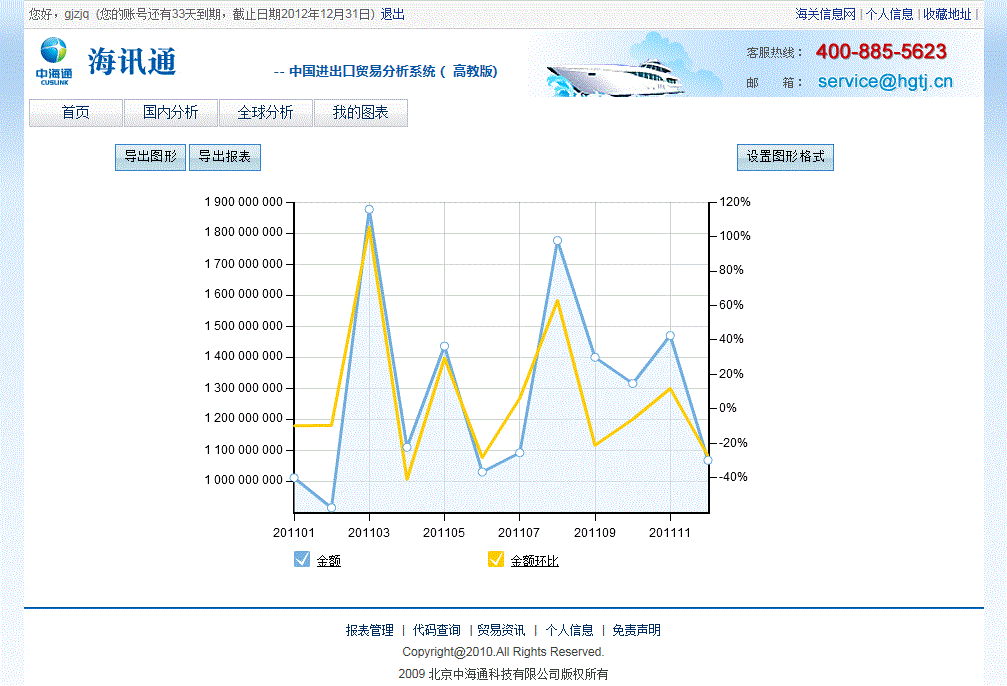 您好，gjzjq (您的账号还有33天到期，截止日期2012年12月31日) 退出
海关信息网 | 个人信息 | 收藏地址 |
中海通
CUSLINK
海讯通
-- 中国进出口贸易分析系统 ( 高教版)
客服热线： 400-885-5623
邮 箱： service@hgtj.cn
首页 国内分析 全球分析 我的图表
导出图形 导出报表 设置图形格式
1 900 000 000 120%
1 800 000 000 100%
1 700 000 000 80%
1 600 000 000 60%
1 500 000 000 40%
1 400 000 000 20%
1 300 000 000 0%
1 200 000 000 -20%
1 100 000 000 -40%
1 000 000 000
201101 201103 201105 201107 201109 201111
金额 金额环比
报表管理 | 代码查询 | 贸易资讯 | 个人信息 | 免责声明
Copyright@2010.All Rights Reserved.
2009 北京中海通科技有限公司版权所有